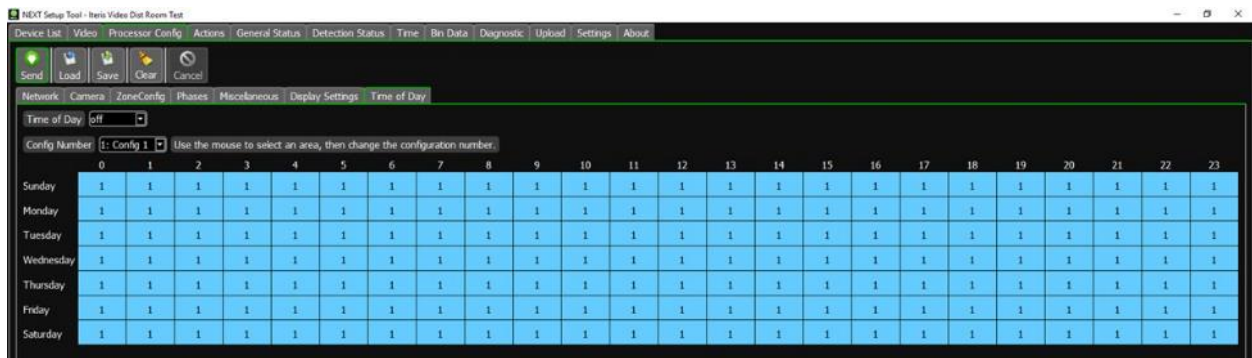 NEXT Setup Tool - Iteris Video Dist Room Test
Device List Video Processor Config Actions General Status Detection Status Time Bin Data Diagnostic Upload Settings About
Send Load Save Clear Cancel
Network Camera ZoneConfig Phases Miscelaneous Display Settings Time of Day
Time of Day off
Config Number 1: Config 1 Use the mouse to select an area, then change the configuration number.
0 1 2 3 4 5 6 7 8 9 10 11 12 13 14 15 16 17 18 19 20 21 22 23
Sunday 1 1 1 1 1 1 1 1 1 1 1 1 1 1 1 1 1 1 1 1 1 1 1 1
Monday 1 1 1 1 1 1 1 1 1 1 1 1 1 1 1 1 1 1 1 1 1 1 1 1
Tuesday 1 1 1 1 1 1 1 1 1 1 1 1 1 1 1 1 1 1 1 1 1 1 1 1
Wednesday 1 1 1 1 1 1 1 1 1 1 1 1 1 1 1 1 1 1 1 1 1 1 1 1
Thursday 1 1 1 1 1 1 1 1 1 1 1 1 1 1 1 1 1 1 1 1 1 1 1 1
Friday 1 1 1 1 1 1 1 1 1 1 1 1 1 1 1 1 1 1 1 1 1 1 1 1
Saturday 1 1 1 1 1 1 1 1 1 1 1 1 1 1 1 1 1 1 1 1 1 1 1 1